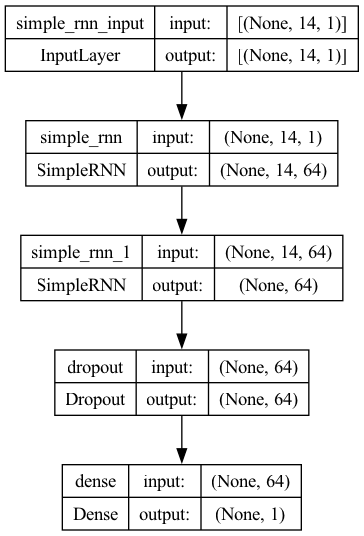 simple_rnn_input input: [(None, 14, 1)]
InputLayer output: [(None, 14, 1)]
simple_rnn input: (None, 14, 1)
SimpleRNN output: (None, 14, 64)
simple_rnn_1 input: (None, 14, 64)
SimpleRNN output: (None, 64)
dropout input: (None, 64)
Dropout output: (None, 64)
dense input: (None, 64)
Dense output: (None, 1)